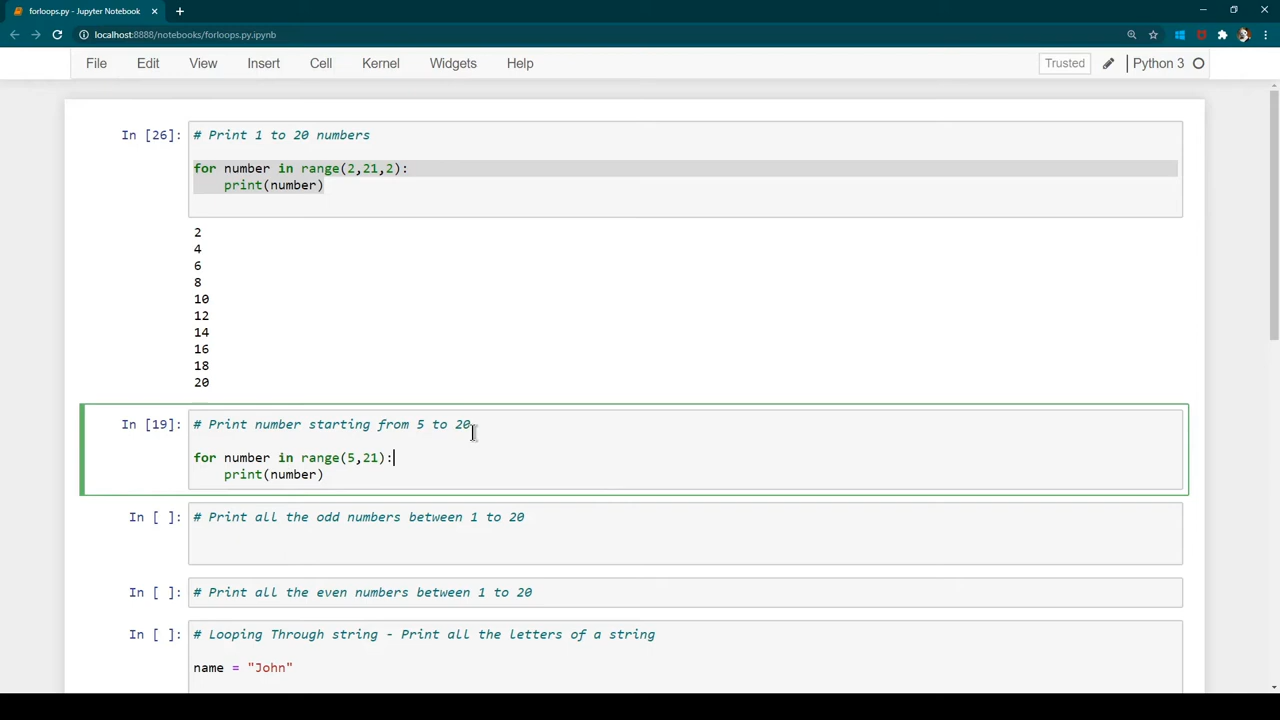 forloops.py - Jupyter Notebook
localhost:8888/notebooks/forloops.py.ipynb
File Edit View Insert Cell Kernel Widgets Help Trusted Python 3
In [26]: # Print 1 to 20 numbers
for number in range(2,21,2):
    print(number)
2
4
6
8
10
12
14
16
18
20
In [19]: # Print number starting from 5 to 20
for number in range(5,21):
    print(number)
In [ ]: # Print all the odd numbers between 1 to 20
In [ ]: # Print all the even numbers between 1 to 20
In [ ]: # Looping Through string - Print all the letters of a string
name = "John"